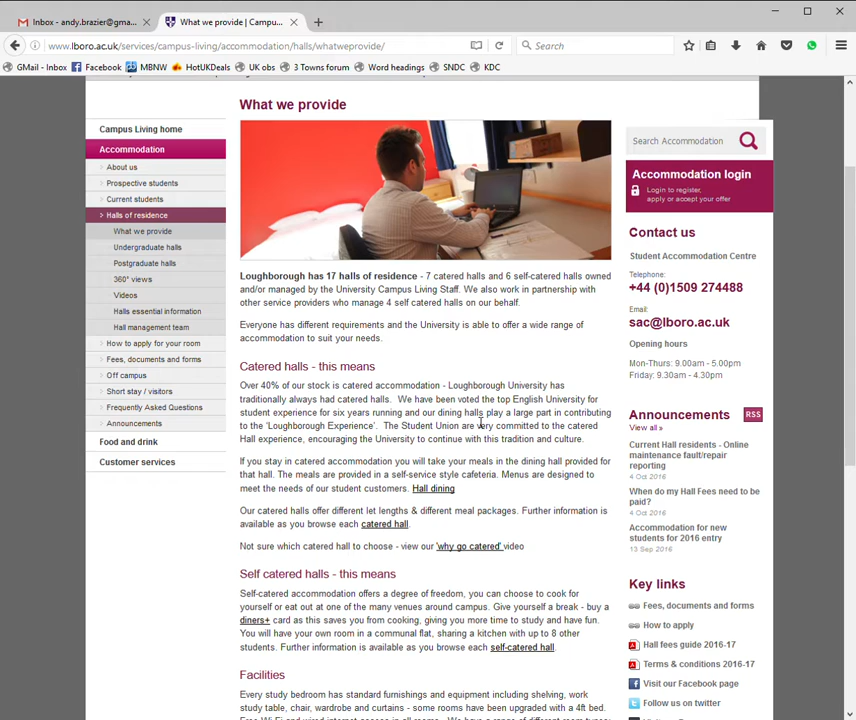 Inbox - andy.brazier@gma...
What we provide | Campu...
www.lboro.ac.uk/services/campus-living/accommodation/halls/whatweprovide/
Search
GMail - Inbox
Facebook
MBNW
HotUKDeals
UK obs
3 Towns forum
Word headings
SNDC
KDC
Campus Living home
Accommodation
About us
Prospective students
Current students
Halls of residence
What we provide
Undergraduate halls
Postgraduate halls
360° views
Videos
Halls essential information
Hall management team
How to apply for your room
Fees, documents and forms
Off campus
Short stay / visitors
Frequently Asked Questions
Announcements
Food and drink
Customer services
What we provide
Loughborough has 17 halls of residence - 7 catered halls and 6 self-catered halls owned
and/or managed by the University Campus Living Staff. We also work in partnership with
other service providers who manage 4 self catered halls on our behalf.
Everyone has different requirements and the University is able to offer a wide range of
accommodation to suit your needs.
Catered halls - this means
Over 40% of our stock is catered accommodation - Loughborough University has
traditionally always had catered halls. We have been voted the top English University for
student experience for six years running and our dining halls play a large part in contributing
to the 'Loughborough Experience'. The Student Union are very committed to the catered
Hall experience, encouraging the University to continue with this tradition and culture.
If you stay in catered accommodation you will take your meals in the dining hall provided for
that hall. The meals are provided in a self-service style cafeteria. Menus are designed to
meet the needs of our student customers. Hall dining
Our catered halls offer different let lengths & different meal packages. Further information is
available as you browse each catered hall.
Not sure which catered hall to choose - view our 'why go catered' video
Self catered halls - this means
Self-catered accommodation offers a degree of freedom, you can choose to cook for
yourself or eat out at one of the many venues around campus. Give yourself a break - buy a
diners+ card as this saves you from cooking, giving you more time to study and have fun.
You will have your own room in a communal flat, sharing a kitchen with up to 8 other
students. Further information is available as you browse each self-catered hall.
Facilities
Every study bedroom has standard furnishings and equipment including shelving, work
study table, chair, wardrobe and curtains - some rooms have been upgraded with a 4ft bed.
Search Accommodation
Accommodation login
Login to register,
apply or accept your offer
Contact us
Student Accommodation Centre
Telephone:
+44 (0)1509 274488
Email:
sac@lboro.ac.uk
Opening hours
Mon-Thurs: 9.00am - 5.00pm
Friday: 9.30am - 4.30pm
Announcements
RSS
View all »
Current Hall residents - Online
maintenance fault/repair
reporting
4 Oct 2016
When do my Hall Fees need to be
paid?
4 Oct 2016
Accommodation for new
students for 2016 entry
13 Sep 2016
Key links
Fees, documents and forms
How to apply
Hall fees guide 2016-17
Terms & conditions 2016-17
Visit our Facebook page
Follow us on twitter